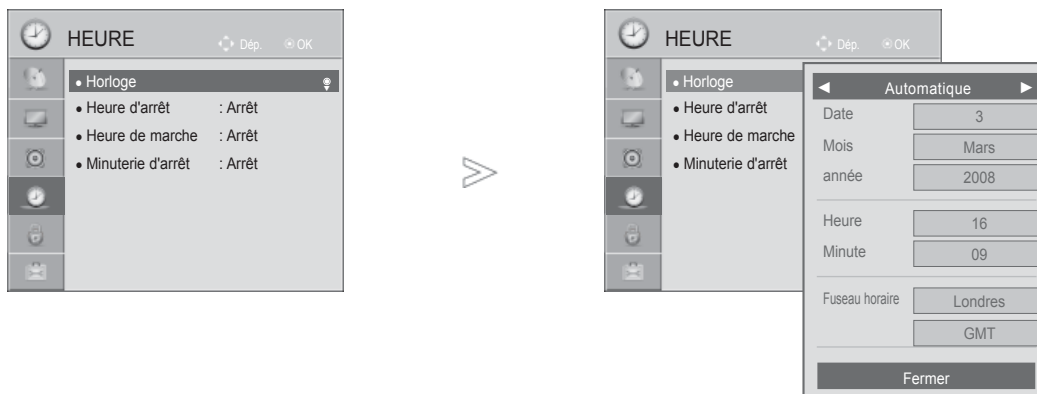 HEURE Dép. OK
• Horloge
• Heure d'arrêt : Arrêt
• Heure de marche : Arrêt
• Minuterie d'arrêt : Arrêt
HEURE Dép. OK
• Horloge
• Heure d'arrêt
• Heure de marche
• Minuterie d'arrêt
◄ Automatique ►
Date 3
Mois Mars
année 2008
Heure 16
Minute 09
Fuseau horaire Londres
GMT
Fermer